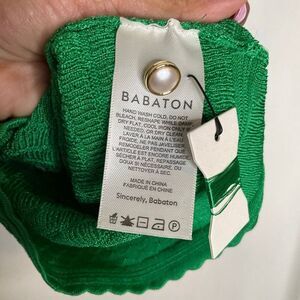 BABATON
HAND WASH COLD, DO NOT
BLEACH, RESHAPE WHILE DAMP,
DRY FLAT, COOL IRON ONLY IF
NEEDED, OR DRY CLEAN
LAVER À LA MAIN À L'EAU
FROIDE, NE PAS JAVELISER
REMODELER PENDANT QUE
L'ARTICLE EST ENCORE HUMIDE
SÉCHER À PLAT, REPASSAGE
DOUX SI NÉCESSAIRE, OU
NETTOYAGE À SEC
MADE IN CHINA
FABRIQUÉ EN CHINE
Sincerely, Babaton